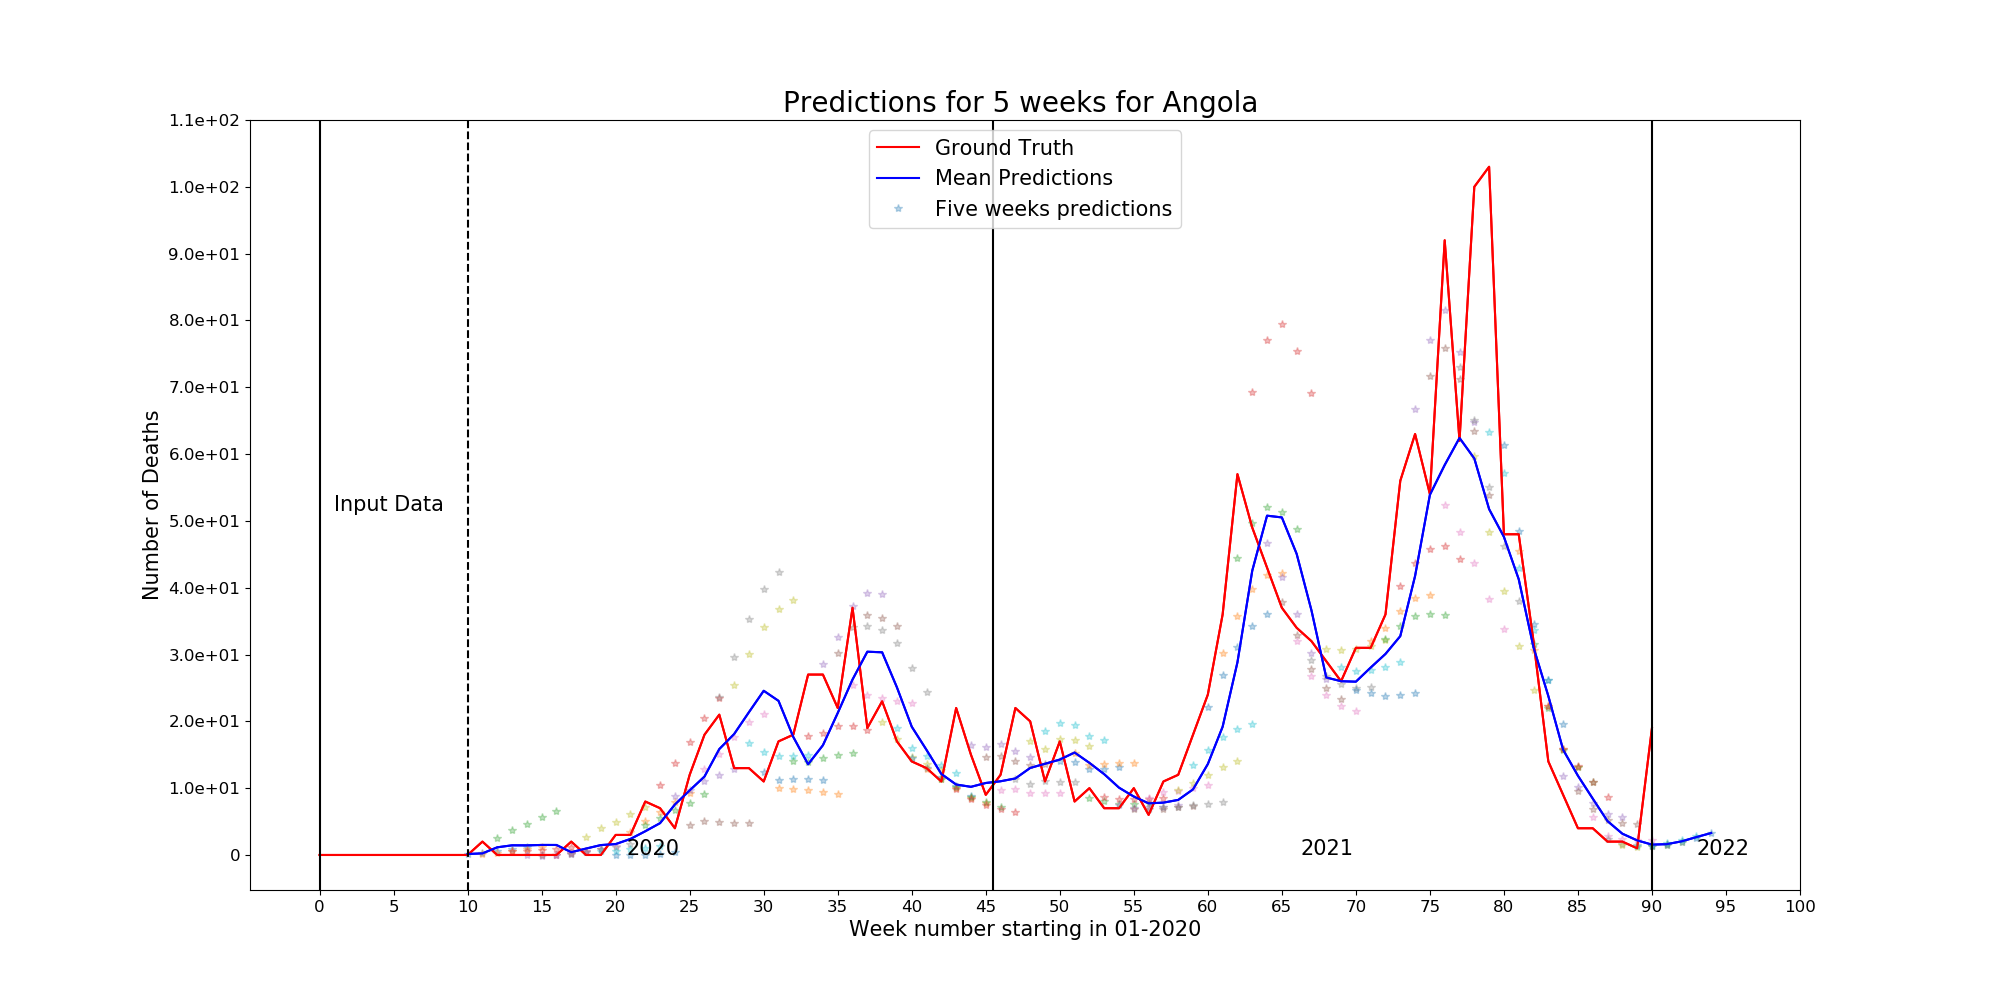 Predictions for 5 weeks for Angola
1.1e+02
1.0e+02
9.0e+01
8.0e+01
7.0e+01
6.0e+01
5.0e+01
4.0e+01
3.0e+01
2.0e+01
1.0e+01
0
Number of Deaths
Ground Truth
Mean Predictions
Five weeks predictions
Input Data
2020
2021
2022
0 5 10 15 20 25 30 35 40 45 50 55 60 65 70 75 80 85 90 95 100
Week number starting in 01-2020